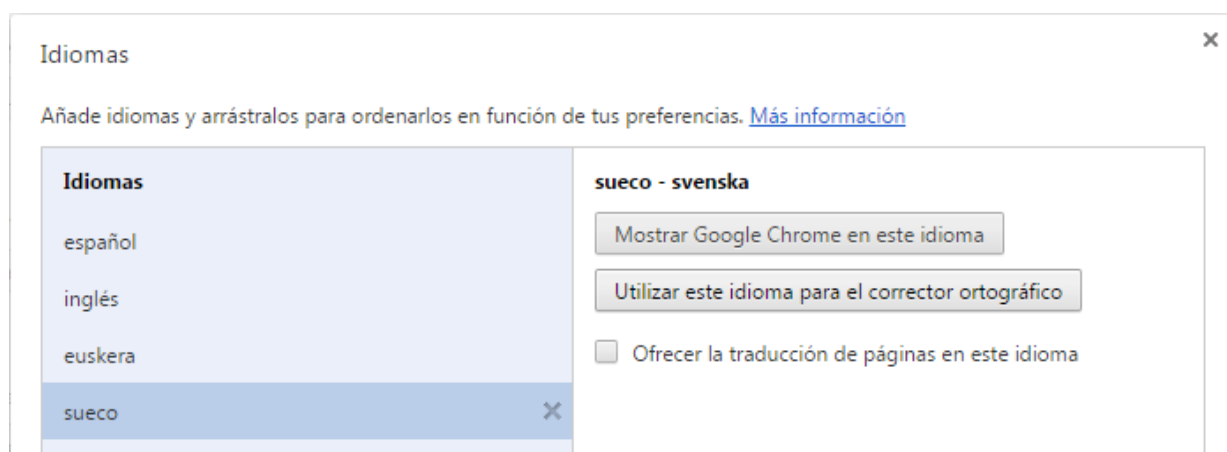 Idiomas
Añade idiomas y arrástralos para ordenarlos en función de tus preferencias. Más información
Idiomas
español
inglés
euskera
sueco
sueco - svenska
Mostrar Google Chrome en este idioma
Utilizar este idioma para el corrector ortográfico
Ofrecer la traducción de páginas en este idioma